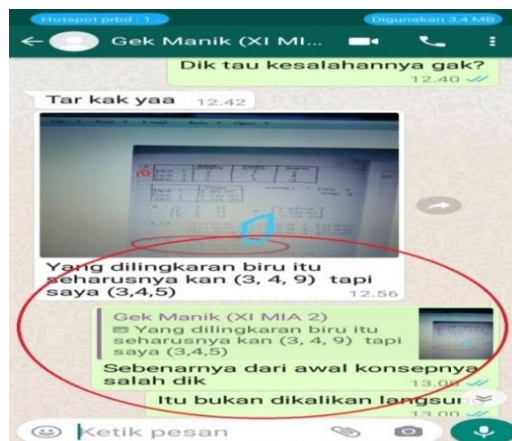 Hotspot prbd : 1 ...
Digunakan 3,4 MB
Gek Manik (XI MI...
Dik tau kesalahannya gak?
12.40
Tar kak yaa 12.42
Yang dilingkaran biru itu
seharusnya kan (3, 4, 9) tapi
saya (3,4,5)
12.56
Gek Manik (XI MIA 2)
Yang dilingkaran biru itu
seharusnya kan (3, 4, 9) tapi
saya (3,4,5)
Sebenarnya dari awal konsepnya
salah dik
13.00
Itu bukan dikalikan langsun
13.00
Ketik pesan